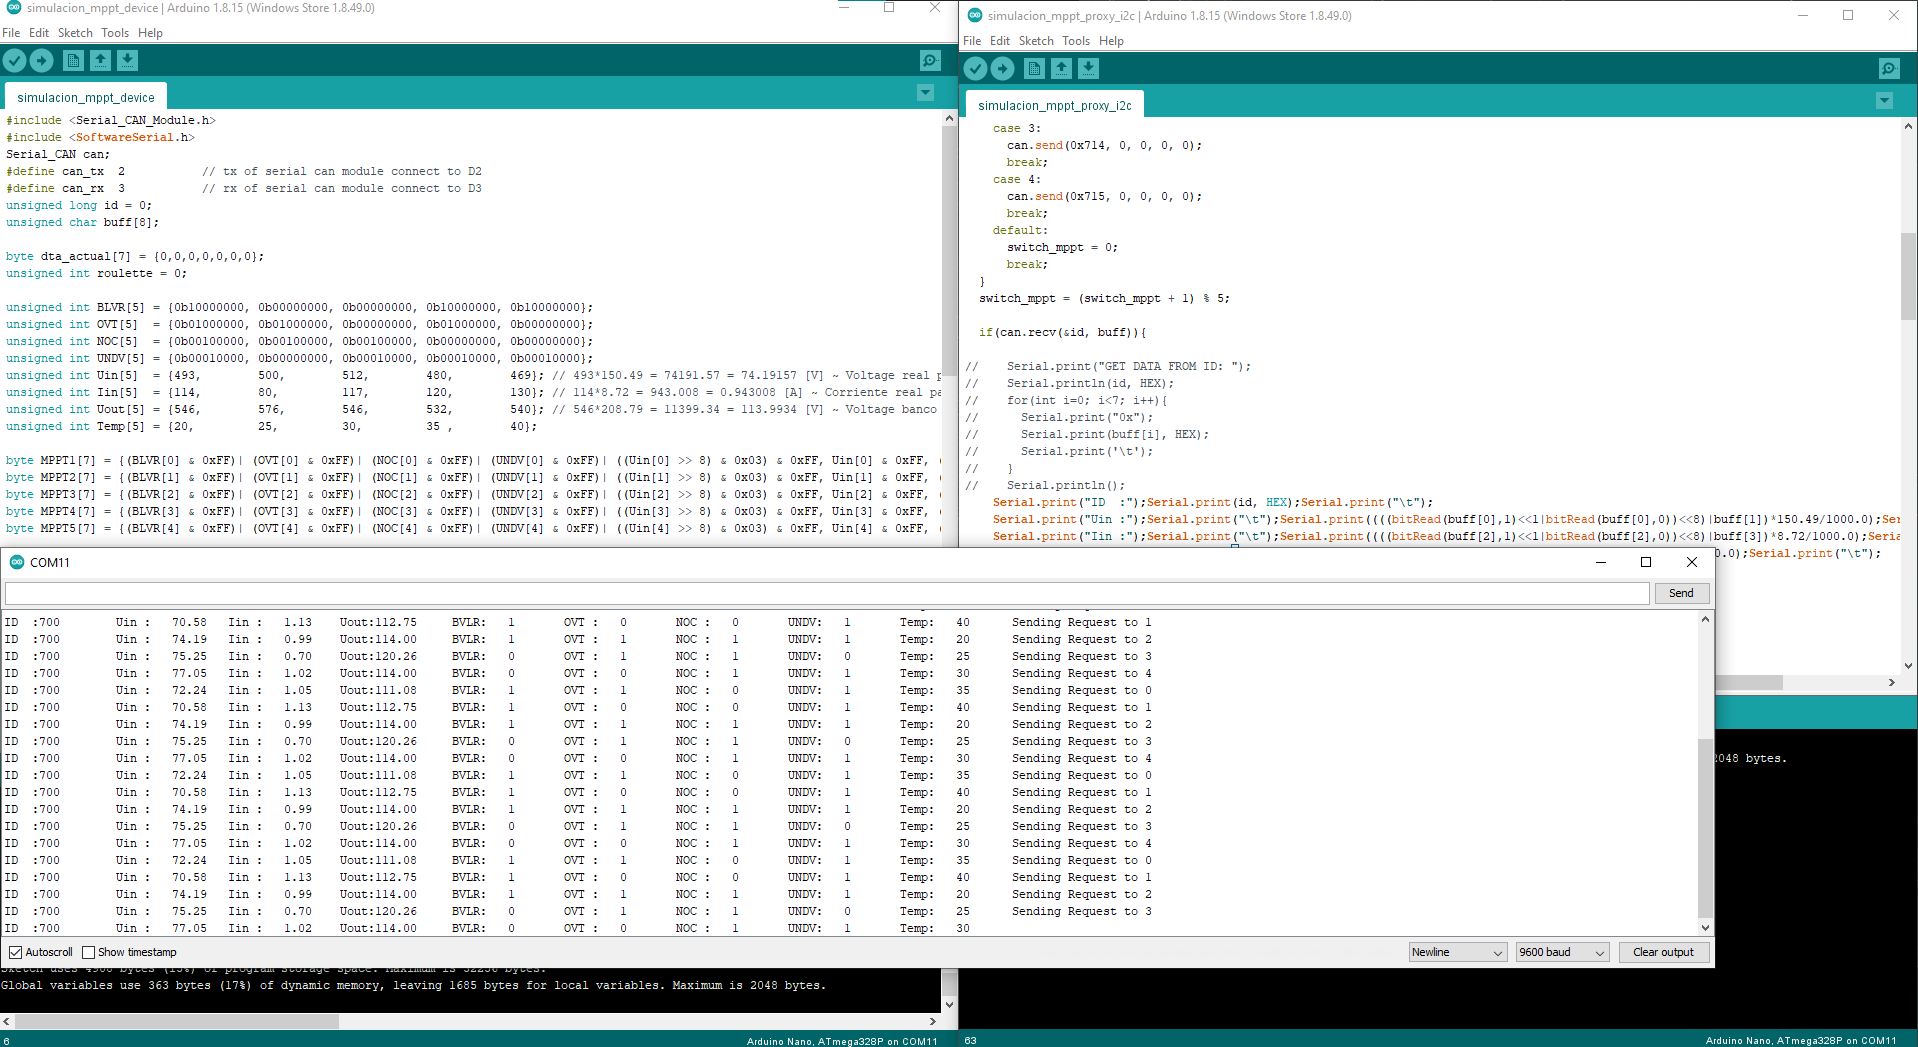 simulacion_mppt_device | Arduino 1.8.15 (Windows Store 1.8.49.0)
File Edit Sketch Tools Help
simulacion_mppt_device
#include <Serial_CAN_Module.h>
#include <SoftwareSerial.h>
Serial_CAN can;
#define can_tx 2 // tx of serial can module connect to D2
#define can_rx 3 // rx of serial can module connect to D3
unsigned long id = 0;
unsigned char buff[8];
byte dta_actual[7] = {0,0,0,0,0,0,0};
unsigned int roulette = 0;
unsigned int BLVR[5] = {0b10000000, 0b00000000, 0b00000000, 0b10000000, 0b10000000};
unsigned int OVT[5] = {0b01000000, 0b01000000, 0b00000000, 0b01000000, 0b00000000};
unsigned int NOC[5] = {0b00100000, 0b00100000, 0b00100000, 0b00000000, 0b00000000};
unsigned int UNDV[5] = {0b00010000, 0b00000000, 0b00010000, 0b00010000, 0b00010000};
unsigned int Uin[5] = {493, 500, 512, 480, 469}; // 493*150.49 = 74191.57 = 74.19157 [V] ~ Voltage real p
unsigned int Iin[5] = {114, 80, 117, 120, 130}; // 114*8.72 = 943.008 = 0.943008 [A] ~ Corriente real pa
unsigned int Uout[5] = {546, 576, 546, 532, 540}; // 546*208.79 = 11399.34 = 113.9934 [V] ~ Voltage banco
unsigned int Temp[5] = {20, 25, 30, 35 , 40};
byte MPPT1[7] = {(BLVR[0] & 0xFF)| (OVT[0] & 0xFF)| (NOC[0] & 0xFF)| (UNDV[0] & 0xFF)| ((Uin[0] >> 8) & 0x03) & 0xFF, Uin[0] & 0xFF, (
byte MPPT2[7] = {(BLVR[1] & 0xFF)| (OVT[1] & 0xFF)| (NOC[1] & 0xFF)| (UNDV[1] & 0xFF)| ((Uin[1] >> 8) & 0x03) & 0xFF, Uin[1] & 0xFF, (
byte MPPT3[7] = {(BLVR[2] & 0xFF)| (OVT[2] & 0xFF)| (NOC[2] & 0xFF)| (UNDV[2] & 0xFF)| ((Uin[2] >> 8) & 0x03) & 0xFF, Uin[2] & 0xFF, (
byte MPPT4[7] = {(BLVR[3] & 0xFF)| (OVT[3] & 0xFF)| (NOC[3] & 0xFF)| (UNDV[3] & 0xFF)| ((Uin[3] >> 8) & 0x03) & 0xFF, Uin[3] & 0xFF, (
byte MPPT5[7] = {(BLVR[4] & 0xFF)| (OVT[4] & 0xFF)| (NOC[4] & 0xFF)| (UNDV[4] & 0xFF)| ((Uin[4] >> 8) & 0x03) & 0xFF, Uin[4] & 0xFF, (
simulacion_mppt_proxy_i2c | Arduino 1.8.15 (Windows Store 1.8.49.0)
File Edit Sketch Tools Help
simulacion_mppt_proxy_i2c
case 3:
can.send(0x714, 0, 0, 0, 0);
break;
case 4:
can.send(0x715, 0, 0, 0, 0);
break;
default:
switch_mppt = 0;
break;
}
switch_mppt = (switch_mppt + 1) % 5;
if(can.recv(&id, buff)){
// Serial.print("GET DATA FROM ID: ");
// Serial.println(id, HEX);
// for(int i=0; i<7; i++){
// Serial.print("0x");
// Serial.print(buff[i], HEX);
// Serial.print('\t');
// }
// Serial.println();
Serial.print("ID :");Serial.print(id, HEX);Serial.print("\t");
Serial.print("Uin :");Serial.print("\t");Serial.print((((bitRead(buff[0],1)<<1|bitRead(buff[0],0))<<8)|buff[1])*150.49/1000.0);Se
Serial.print("Iin :");Serial.print("\t");Serial.print((((bitRead(buff[2],1)<<1|bitRead(buff[2],0))<<8)|buff[3])*8.72/1000.0);Seria
0.0);Serial.print("\t");
COM11
Send
ID :700 Uin : 70.58 Iin : 1.13 Uout:112.75 BVLR: 1 OVT : 0 NOC : 0 UNDV: 1 Temp: 40 Sending Request to 1
ID :700 Uin : 74.19 Iin : 0.99 Uout:114.00 BVLR: 1 OVT : 1 NOC : 1 UNDV: 1 Temp: 20 Sending Request to 2
ID :700 Uin : 75.25 Iin : 0.70 Uout:120.26 BVLR: 0 OVT : 1 NOC : 1 UNDV: 0 Temp: 25 Sending Request to 3
ID :700 Uin : 77.05 Iin : 1.02 Uout:114.00 BVLR: 0 OVT : 0 NOC : 1 UNDV: 1 Temp: 30 Sending Request to 4
ID :700 Uin : 72.24 Iin : 1.05 Uout:111.08 BVLR: 1 OVT : 1 NOC : 0 UNDV: 1 Temp: 35 Sending Request to 0
ID :700 Uin : 70.58 Iin : 1.13 Uout:112.75 BVLR: 1 OVT : 0 NOC : 0 UNDV: 1 Temp: 40 Sending Request to 1
ID :700 Uin : 74.19 Iin : 0.99 Uout:114.00 BVLR: 1 OVT : 1 NOC : 1 UNDV: 1 Temp: 20 Sending Request to 2
ID :700 Uin : 75.25 Iin : 0.70 Uout:120.26 BVLR: 0 OVT : 1 NOC : 1 UNDV: 0 Temp: 25 Sending Request to 3
ID :700 Uin : 77.05 Iin : 1.02 Uout:114.00 BVLR: 0 OVT : 0 NOC : 1 UNDV: 1 Temp: 30 Sending Request to 4
ID :700 Uin : 72.24 Iin : 1.05 Uout:111.08 BVLR: 1 OVT : 1 NOC : 0 UNDV: 1 Temp: 35 Sending Request to 0
ID :700 Uin : 70.58 Iin : 1.13 Uout:112.75 BVLR: 1 OVT : 0 NOC : 0 UNDV: 1 Temp: 40 Sending Request to 1
ID :700 Uin : 74.19 Iin : 0.99 Uout:114.00 BVLR: 1 OVT : 1 NOC : 1 UNDV: 1 Temp: 20 Sending Request to 2
ID :700 Uin : 75.25 Iin : 0.70 Uout:120.26 BVLR: 0 OVT : 1 NOC : 1 UNDV: 0 Temp: 25 Sending Request to 3
ID :700 Uin : 77.05 Iin : 1.02 Uout:114.00 BVLR: 0 OVT : 0 NOC : 1 UNDV: 1 Temp: 30 Sending Request to 4
ID :700 Uin : 72.24 Iin : 1.05 Uout:111.08 BVLR: 1 OVT : 1 NOC : 0 UNDV: 1 Temp: 35 Sending Request to 0
ID :700 Uin : 70.58 Iin : 1.13 Uout:112.75 BVLR: 1 OVT : 0 NOC : 0 UNDV: 1 Temp: 40 Sending Request to 1
ID :700 Uin : 74.19 Iin : 0.99 Uout:114.00 BVLR: 1 OVT : 1 NOC : 1 UNDV: 1 Temp: 20 Sending Request to 2
ID :700 Uin : 75.25 Iin : 0.70 Uout:120.26 BVLR: 0 OVT : 1 NOC : 1 UNDV: 0 Temp: 25 Sending Request to 3
ID :700 Uin : 77.05 Iin : 1.02 Uout:114.00 BVLR: 0 OVT : 0 NOC : 1 UNDV: 1 Temp: 30
Autoscroll Show timestamp Newline 9600 baud Clear output
2048 bytes.
Global variables use 363 bytes (17%) of dynamic memory, leaving 1685 bytes for local variables. Maximum is 2048 bytes.
6 Arduino Nano, ATmega328P on COM11
63 Arduino Nano, ATmega328P on COM11